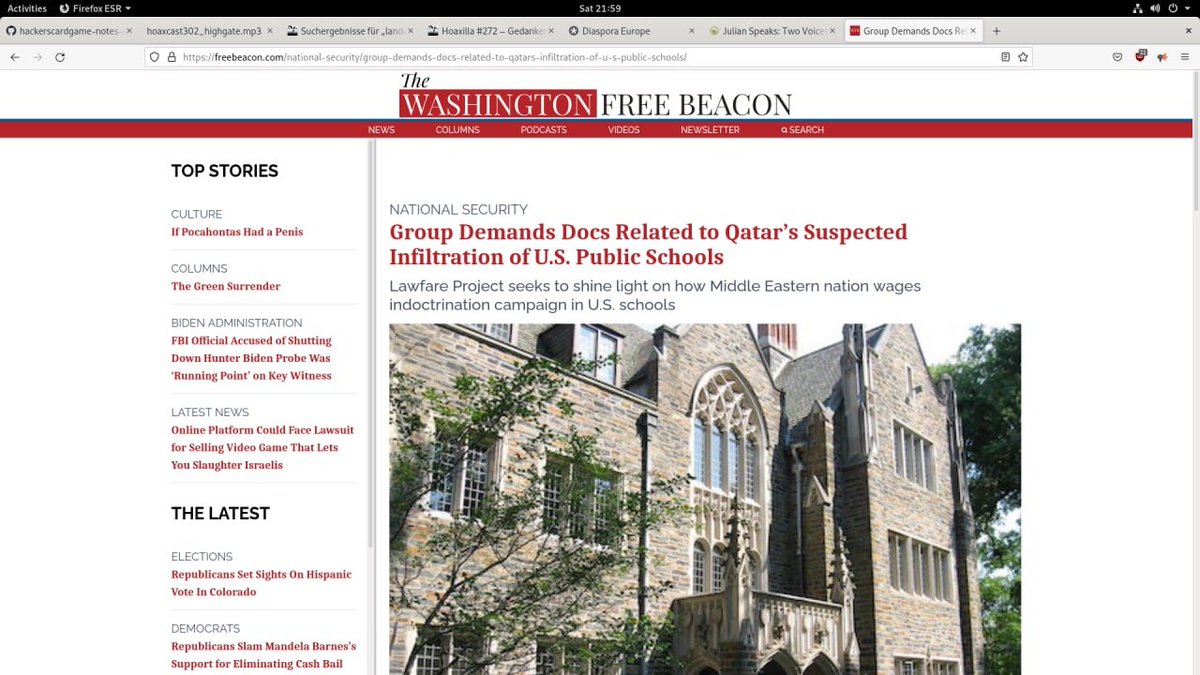 Activities Firefox ESR Sat 21:59
hackerscardgame-notes- hoaxcast302_highgate.mp3 Suchergebnisse für „land Hoaxilla #272 – Gedanken Diaspora Europe Julian Speaks: Two Voices Group Demands Docs Rel
https://freebeacon.com/national-security/group-demands-docs-related-to-qatars-infiltration-of-u-s-public-schools/
The
WASHINGTON FREE BEACON
NEWS COLUMNS PODCASTS VIDEOS NEWSLETTER SEARCH
TOP STORIES
CULTURE
If Pocahontas Had a Penis
COLUMNS
The Green Surrender
BIDEN ADMINISTRATION
FBI Official Accused of Shutting
Down Hunter Biden Probe Was
‘Running Point’ on Key Witness
LATEST NEWS
Online Platform Could Face Lawsuit
for Selling Video Game That Lets
You Slaughter Israelis
THE LATEST
ELECTIONS
Republicans Set Sights On Hispanic
Vote In Colorado
DEMOCRATS
Republicans Slam Mandela Barnes’s
Support for Eliminating Cash Bail
NATIONAL SECURITY
Group Demands Docs Related to Qatar’s Suspected
Infiltration of U.S. Public Schools
Lawfare Project seeks to shine light on how Middle Eastern nation wages
indoctrination campaign in U.S. schools